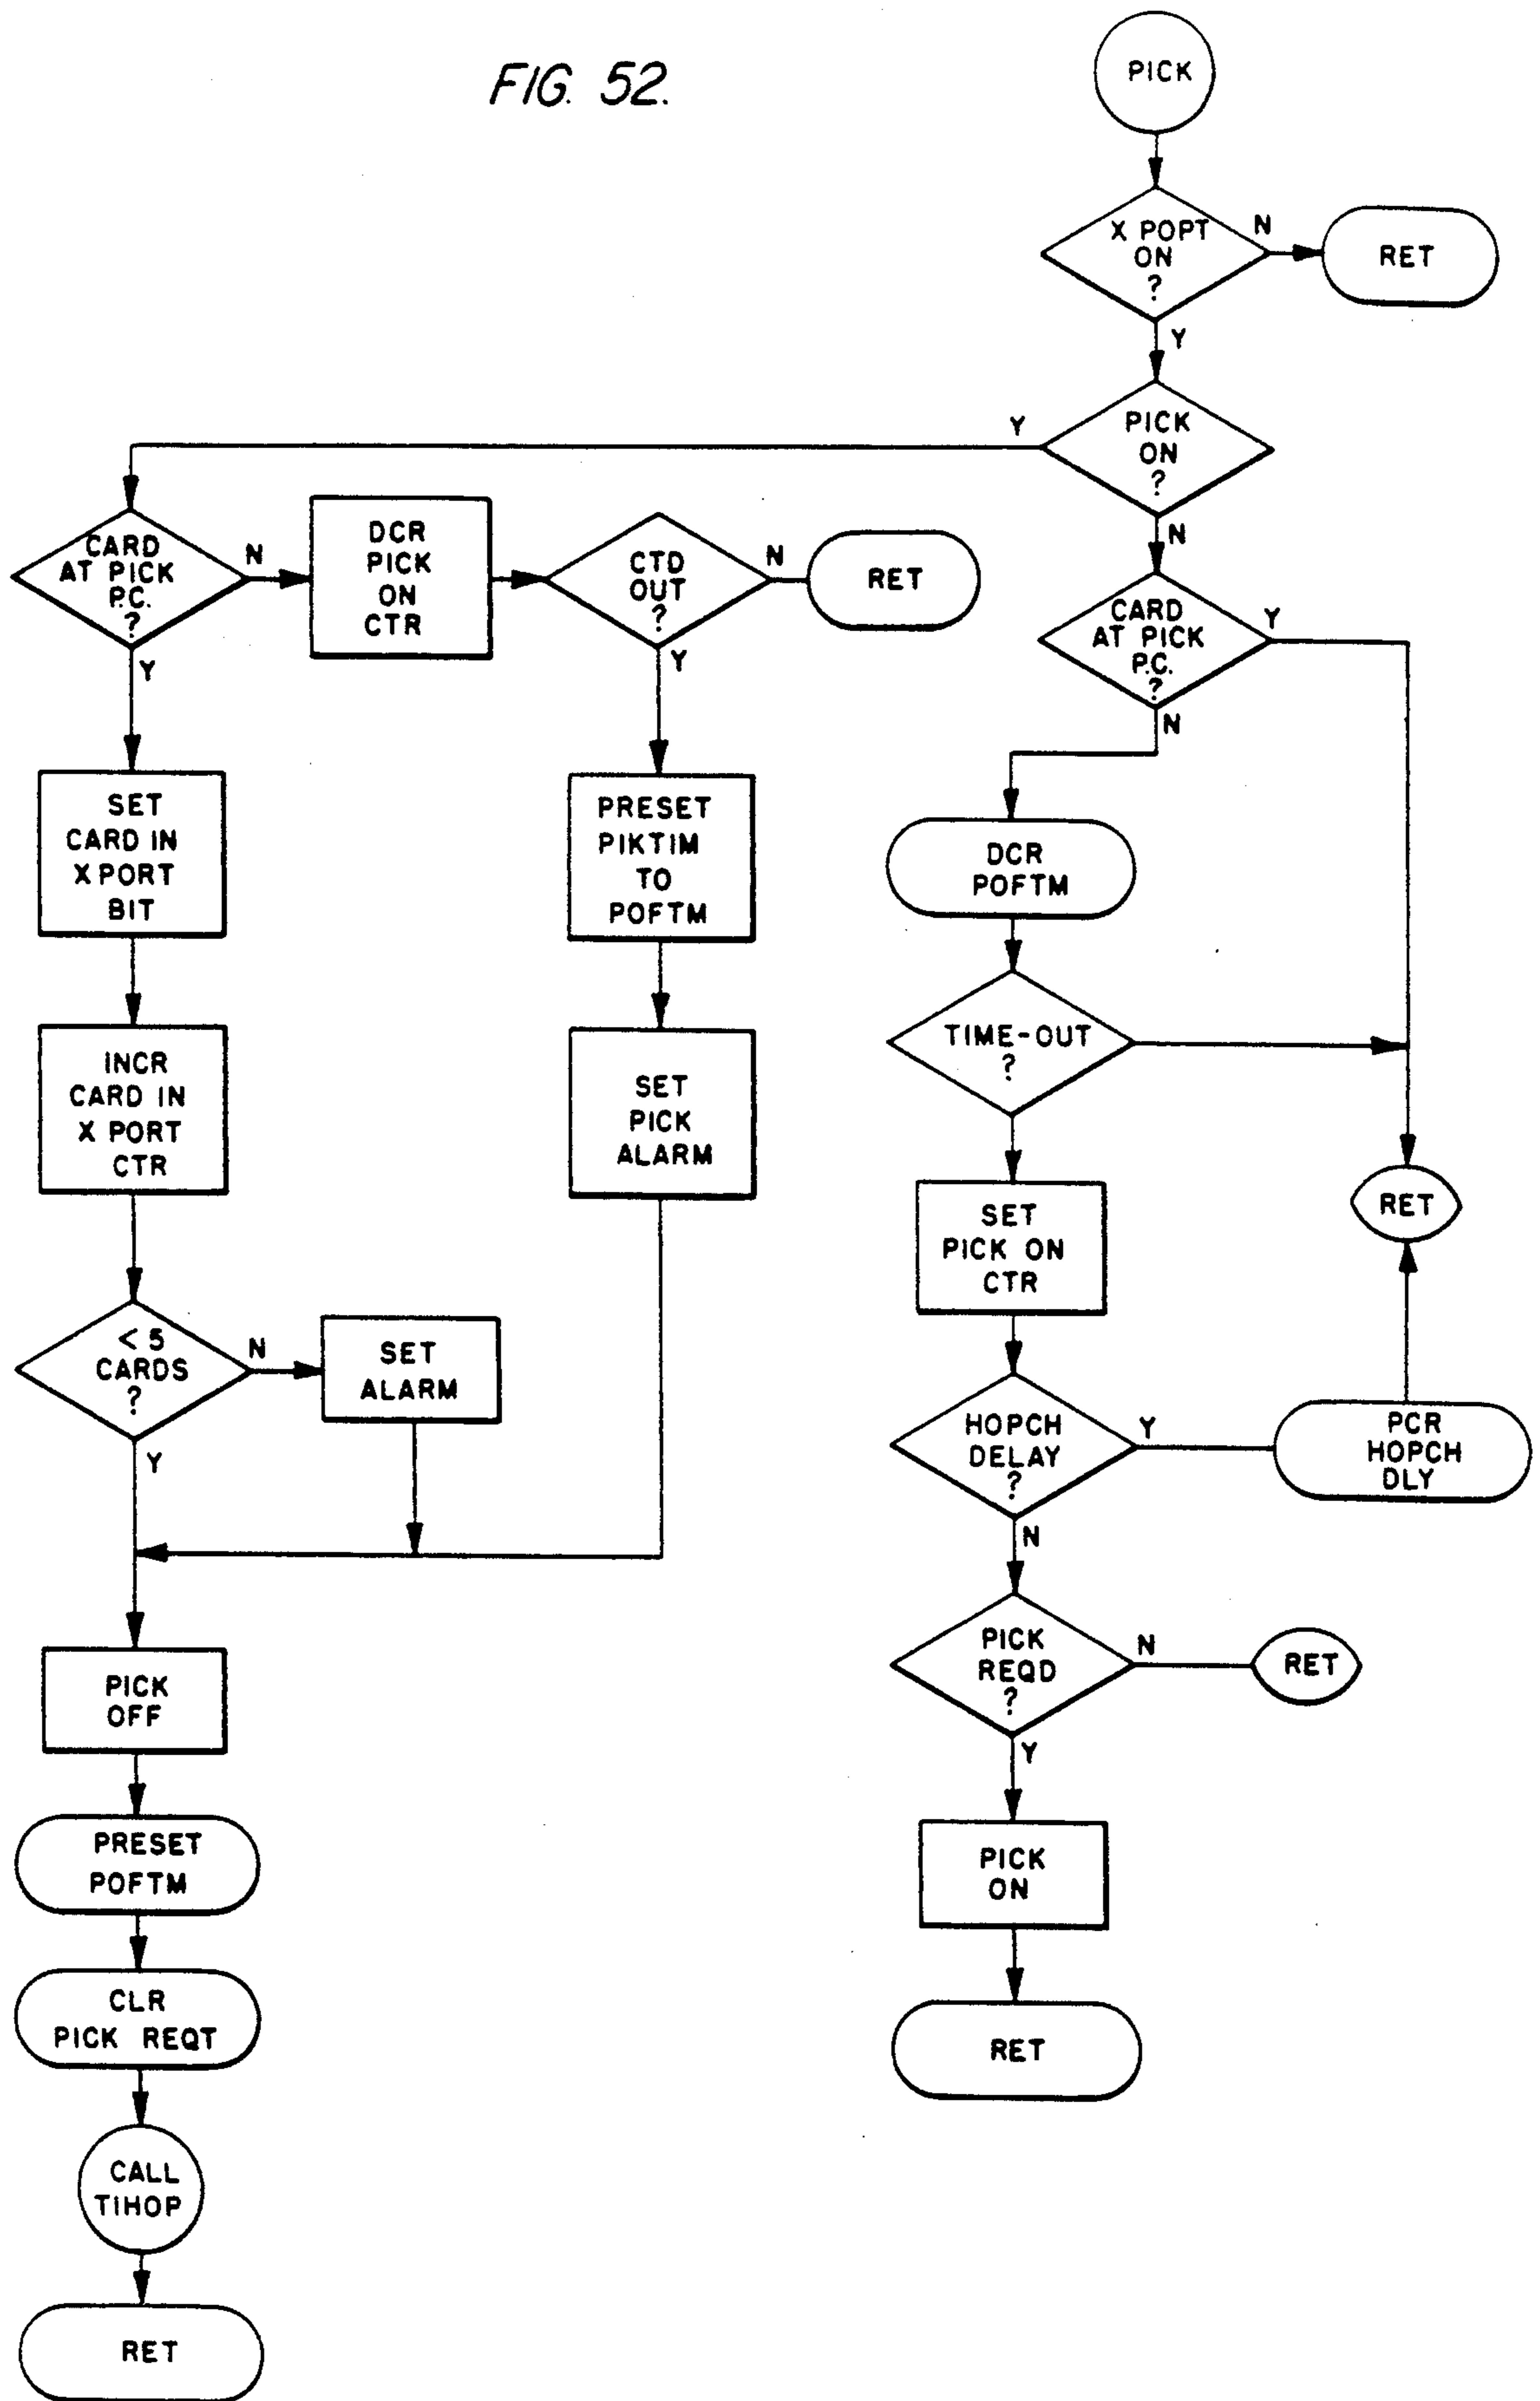 FIG. 52.
PICK
X POPT
ON
?
N
RET
Y
PICK
ON
?
Y
N
CARD
AT PICK
P.C.
?
N
Y
DCR
PICK
ON
CTR
CTD
OUT
?
N
RET
Y
CARD
AT PICK
P.C.
?
Y
N
SET
CARD IN
X PORT
BIT
PRESET
PIKTIM
TO
POFTM
DCR
POFTM
TIME-OUT
?
INCR
CARD IN
X PORT
CTR
SET
PICK
ALARM
SET
PICK ON
CTR
RET
< 5
CARDS
?
N
Y
SET
ALARM
HOPCH
DELAY
?
Y
N
PCR
HOPCH
DLY
PICK
REQD
?
N
RET
Y
PICK
OFF
PICK
ON
PRESET
POFTM
CLR
PICK REQT
RET
CALL
TIHOP
RET